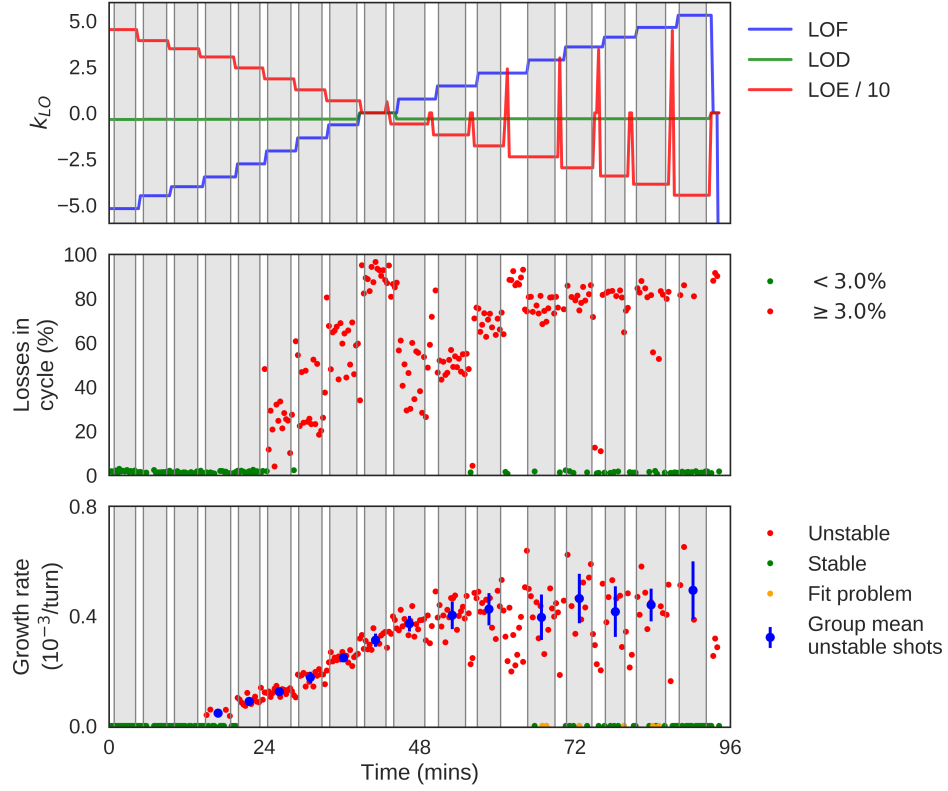 5.0
2.5
0.0
−2.5
−5.0
k_LO
LOF
LOD
LOE / 10
100
80
60
40
20
0
Losses in
cycle (%)
< 3.0%
≥ 3.0%
0.8
0.4
0.0
Growth rate
(10⁻³/turn)
Unstable
Stable
Fit problem
Group mean
unstable shots
0 24 48 72 96
Time (mins)